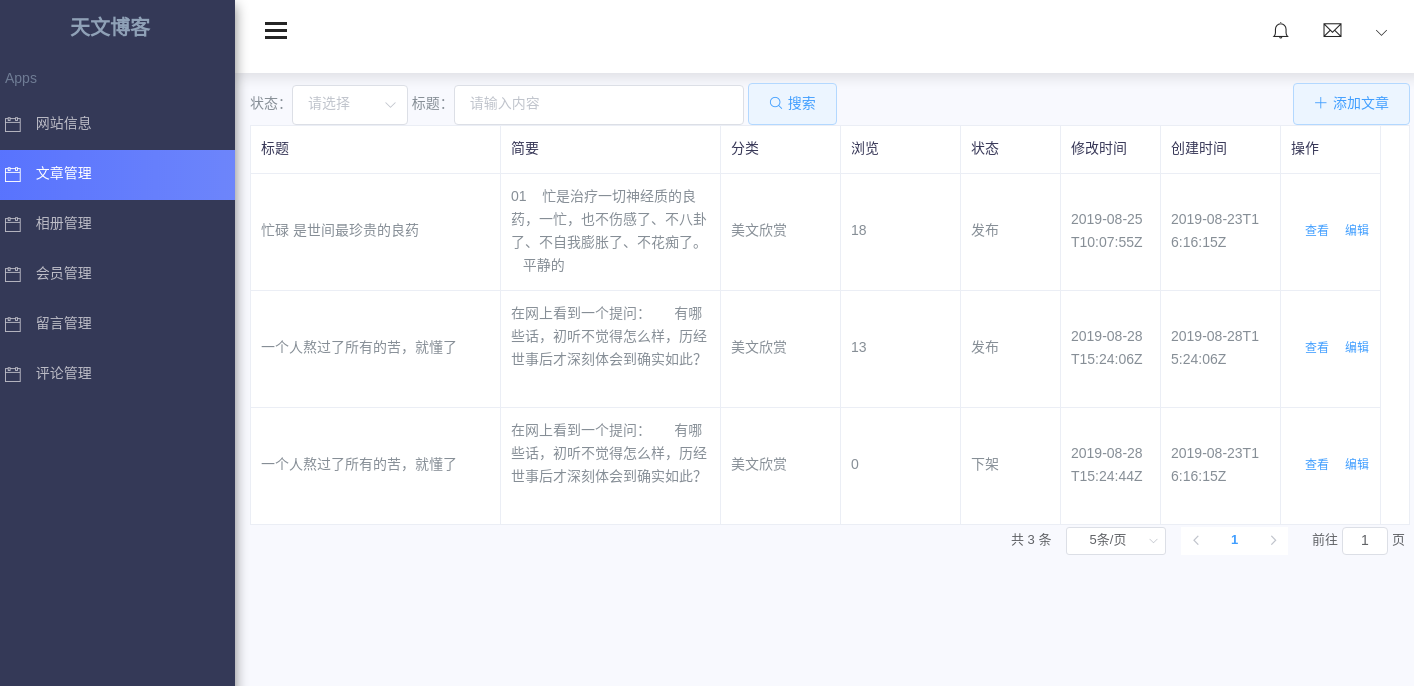 天文博客
Apps
网站信息
文章管理
相册管理
会员管理
留言管理
评论管理
状态： 请选择 标题： 请输入内容 搜索 添加文章
标题 简要 分类 浏览 状态 修改时间 创建时间 操作
忙碌 是世间最珍贵的良药
01 忙是治疗一切神经质的良
药，一忙，也不伤感了、不八卦
了、不自我膨胀了、不花痴了。
平静的
美文欣赏
18
发布
2019-08-25
T10:07:55Z
2019-08-23T1
6:16:15Z
查看 编辑
一个人熬过了所有的苦，就懂了
在网上看到一个提问： 有哪
些话，初听不觉得怎么样，历经
世事后才深刻体会到确实如此？
美文欣赏
13
发布
2019-08-28
T15:24:06Z
2019-08-28T1
5:24:06Z
查看 编辑
一个人熬过了所有的苦，就懂了
在网上看到一个提问： 有哪
些话，初听不觉得怎么样，历经
世事后才深刻体会到确实如此？
美文欣赏
0
下架
2019-08-28
T15:24:44Z
2019-08-23T1
6:16:15Z
查看 编辑
共 3 条 5条/页 1 前往 1 页